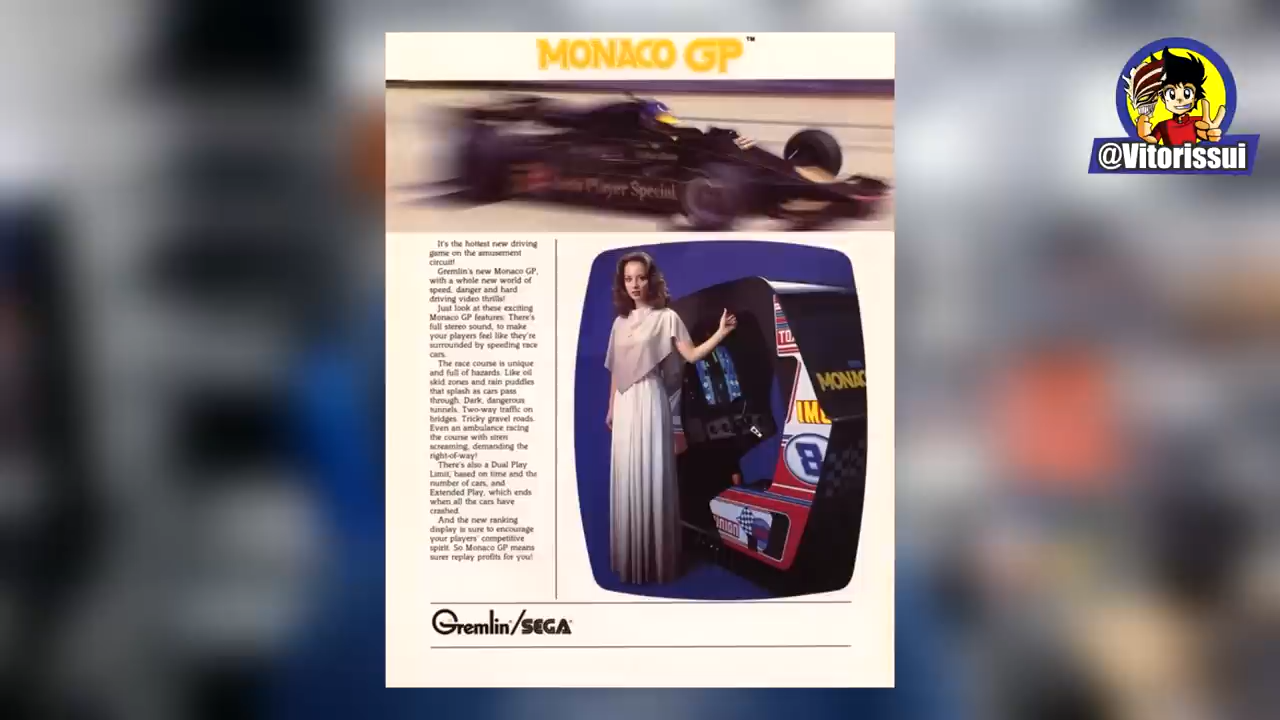 MONACO GP™
@Vitorissui
Player Special
It's the hottest new driving
game on the amusement
circuit!
Gremlin's new Monaco GP,
with a whole new world of
speed, danger and hard
driving video thrills!
Just look at these exciting
Monaco GP features: There's
full stereo sound, to make
your players feel like they're
surrounded by speeding race
cars.
The race course is unique
and full of hazards. Like oil
skid zones and rain puddles
that splash as cars pass
through. Dark, dangerous
tunnels. Two-way traffic on
bridges. Tricky gravel roads.
Even an ambulance racing
the course with siren
screaming, demanding the
right-of-way!
There's also a Dual Play
Limit, based on time and the
number of cars, and
Extended Play, which ends
when all the cars have
crashed.
And the new ranking
display is sure to encourage
your players' competitive
spirit. So Monaco GP means
surer replay profits for you!
MONAC
8
Union
Gremlin/SEGA